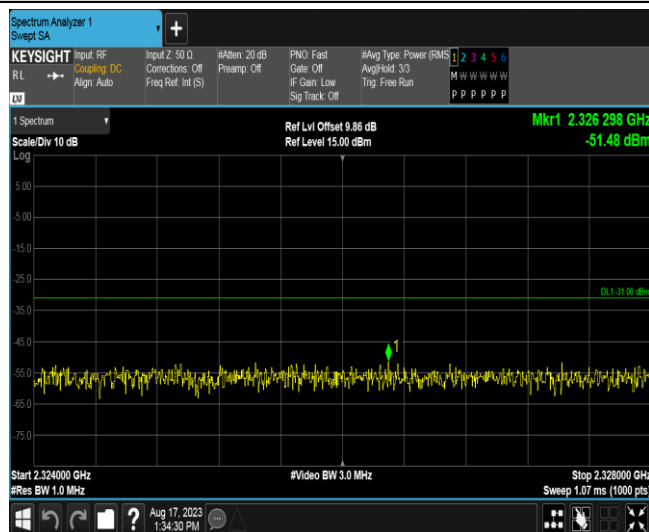 Spectrum Analyzer 1
Swept SA
+
KEYSIGHT
RL
LXI
Input: RF
Coupling: DC
Align: Auto
Input Z: 50 Ω
Corrections: Off
Freq Ref: Int (S)
#Atten: 20 dB
Preamp: Off
PNO: Fast
Gate: Off
IF Gain: Low
Sig Track: Off
#Avg Type: Power (RMS
Avg|Hold: 3/3
Trig: Free Run
1 2 3 4 5 6
M W W W W W
P P P P P P
1 Spectrum
Scale/Div 10 dB
Log
Ref Lvl Offset 9.86 dB
Ref Level 15.00 dBm
Mkr1 2.326 298 GHz
-51.48 dBm
5.00
-5.00
-15.0
-25.0
DL1 -31.00 dBm
-35.0
-45.0
1
-55.0
-65.0
-75.0
Start 2.324000 GHz
#Res BW 1.0 MHz
#Video BW 3.0 MHz
Stop 2.328000 GHz
Sweep 1.07 ms (1000 pts)
?
Aug 17, 2023
1:34:30 PM